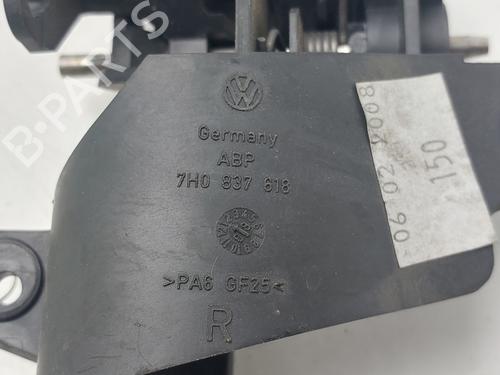 VW
Germany
ABP
7H0 837 618
>PA6 GF25<
R
06 02 2008
150
B-PARTS